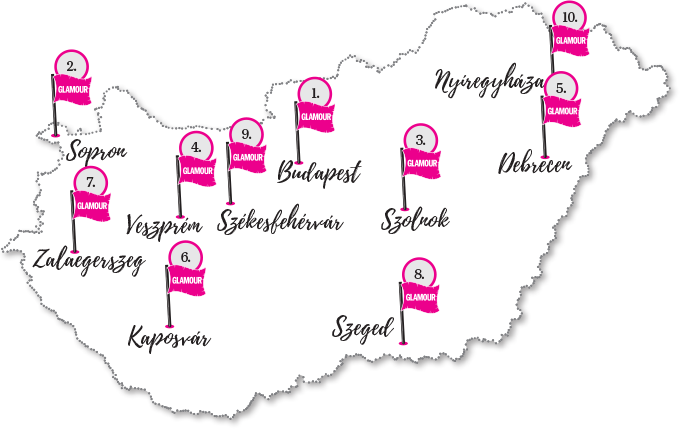 10.
GLAMOUR
Nyíregyháza
2.
GLAMOUR
Sopron
1.
GLAMOUR
Budapest
5.
GLAMOUR
Debrecen
9.
GLAMOUR
Székesfehérvár
4.
GLAMOUR
Veszprém
3.
GLAMOUR
Szolnok
7.
GLAMOUR
Zalaegerszeg
6.
GLAMOUR
Kaposvár
8.
GLAMOUR
Szeged